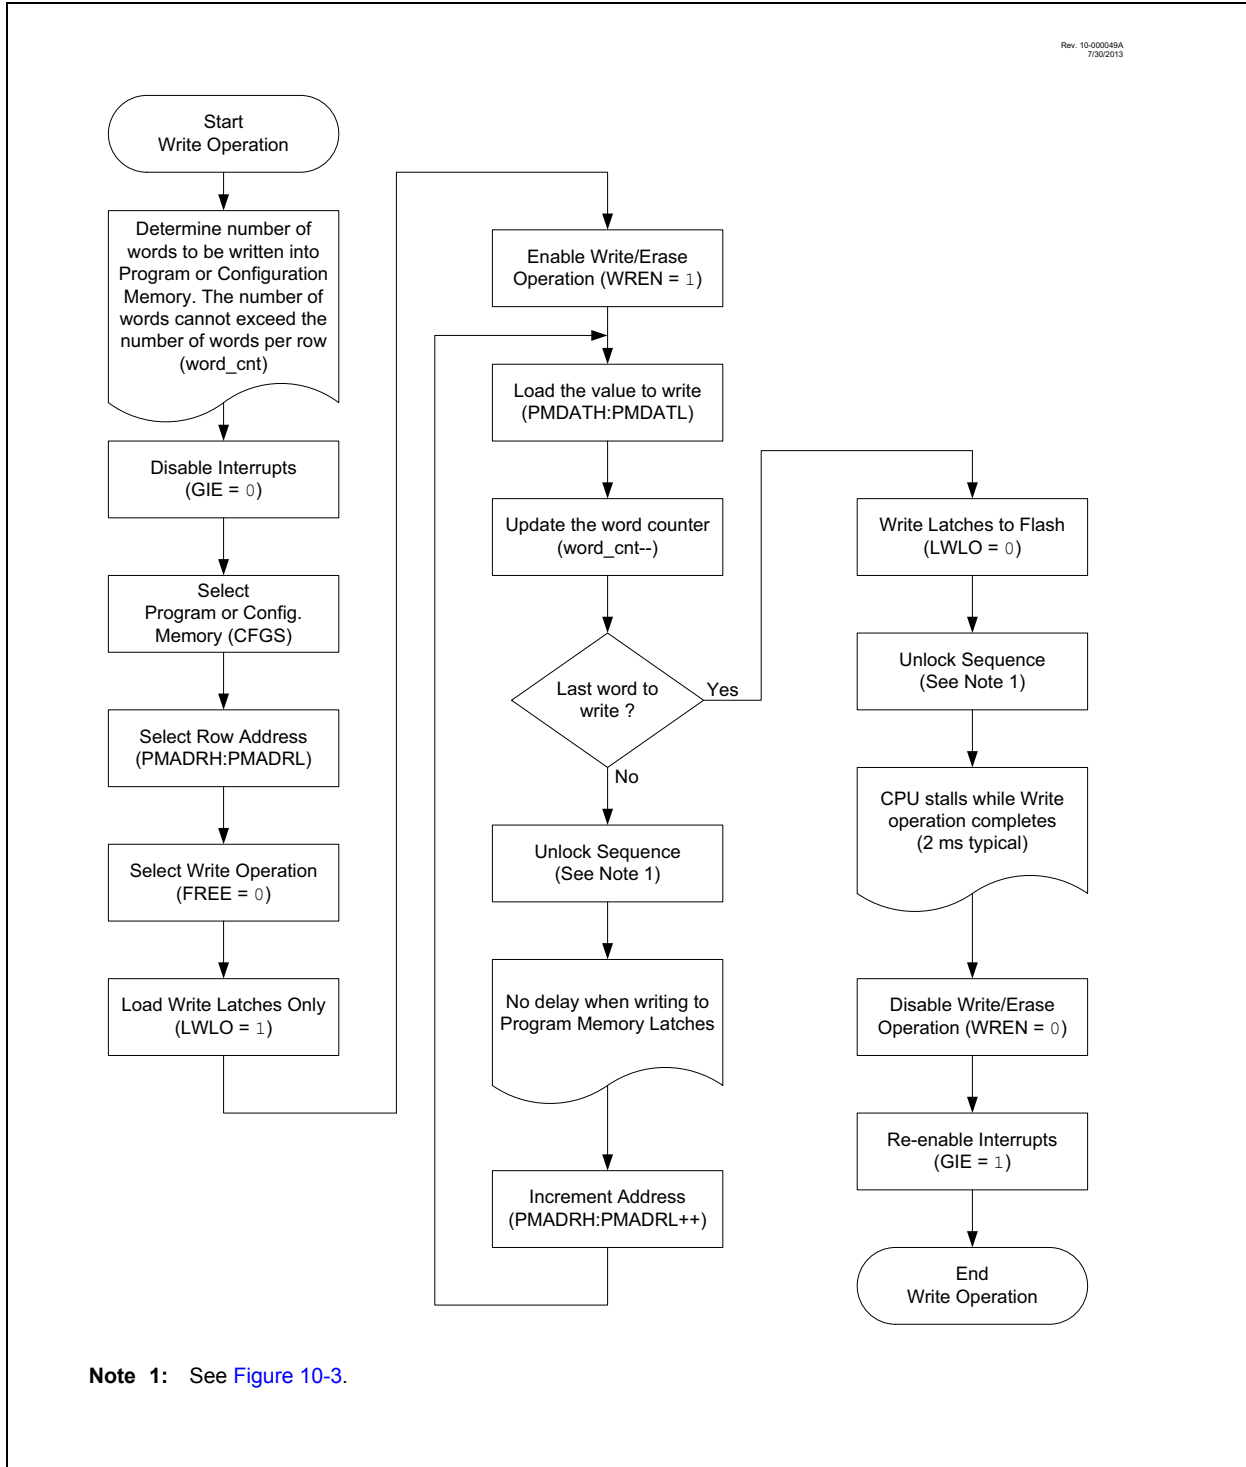 Rev. 10-000049A
7/30/2013
Start
Write Operation
Determine number of
words to be written into
Program or Configuration
Memory. The number of
words cannot exceed the
number of words per row
(word_cnt)
Disable Interrupts
(GIE = 0)
Select
Program or Config.
Memory (CFGS)
Select Row Address
(PMADRH:PMADRL)
Select Write Operation
(FREE = 0)
Load Write Latches Only
(LWLO = 1)
Enable Write/Erase
Operation (WREN = 1)
Load the value to write
(PMDATH:PMDATL)
Update the word counter
(word_cnt--)
Last word to
write ?
Yes
No
Unlock Sequence
(See Note 1)
No delay when writing to
Program Memory Latches
Increment Address
(PMADRH:PMADRL++)
Write Latches to Flash
(LWLO = 0)
Unlock Sequence
(See Note 1)
CPU stalls while Write
operation completes
(2 ms typical)
Disable Write/Erase
Operation (WREN = 0)
Re-enable Interrupts
(GIE = 1)
End
Write Operation
Note 1: See Figure 10-3.